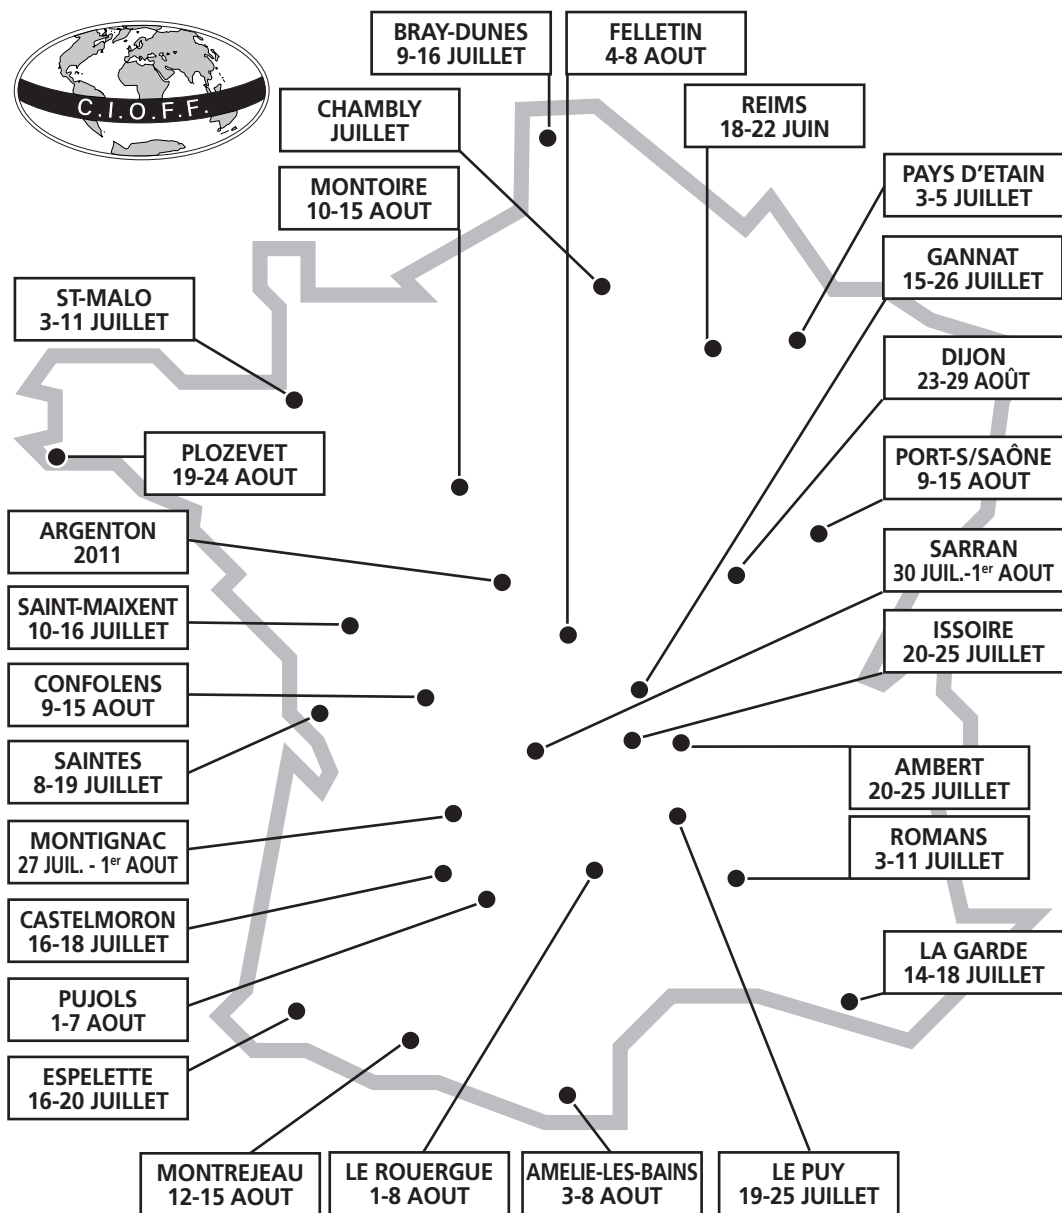 C.I.O.F.F.
BRAY-DUNES
9-16 JUILLET
FELLETIN
4-8 AOUT
CHAMBLY
JUILLET
REIMS
18-22 JUIN
MONTOIRE
10-15 AOUT
PAYS D'ETAIN
3-5 JUILLET
GANNAT
15-26 JUILLET
ST-MALO
3-11 JUILLET
DIJON
23-29 AOÛT
PLOZEVET
19-24 AOUT
PORT-S/SAÔNE
9-15 AOUT
ARGENTON
2011
SARRAN
30 JUIL.-1er AOUT
SAINT-MAIXENT
10-16 JUILLET
ISSOIRE
20-25 JUILLET
CONFOLENS
9-15 AOUT
SAINTES
8-19 JUILLET
AMBERT
20-25 JUILLET
MONTIGNAC
27 JUIL. - 1er AOUT
ROMANS
3-11 JUILLET
CASTELMORON
16-18 JUILLET
LA GARDE
14-18 JUILLET
PUJOLS
1-7 AOUT
ESPELETTE
16-20 JUILLET
MONTREJEAU
12-15 AOUT
LE ROUERGUE
1-8 AOUT
AMELIE-LES-BAINS
3-8 AOUT
LE PUY
19-25 JUILLET